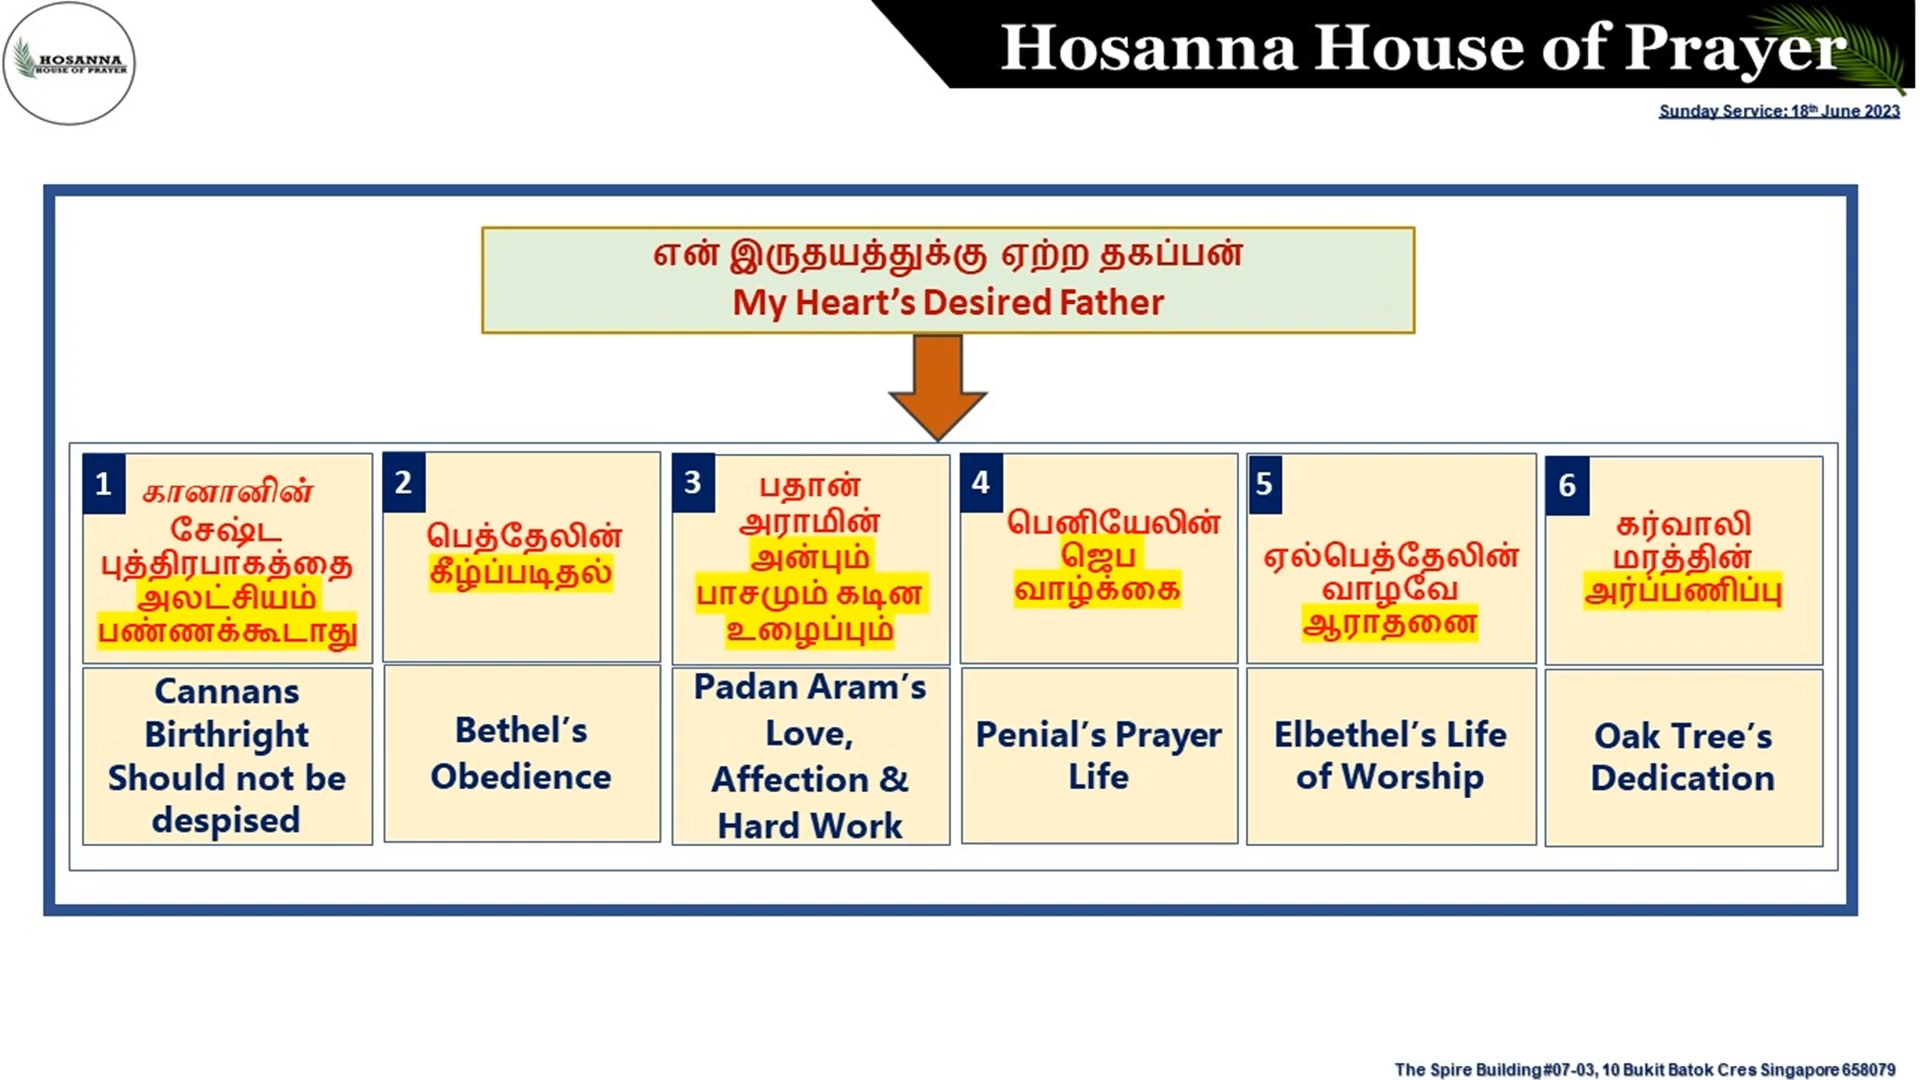 HOSANNA
HOUSE OF PRAYER
Hosanna House of Prayer
Sunday Service: 18th June 2023
என் இருதயத்துக்கு ஏற்ற தகப்பன்
My Heart's Desired Father
1
கானானின்
சேஷ்ட
புத்திரபாகத்தை
அலட்சியம்
பண்ணக்கூடாது
Cannans
Birthright
Should not be
despised
2
பெத்தேலின்
கீழ்ப்படிதல்
Bethel's
Obedience
3
பதான்
அராமின்
அன்பும்
பாசமும் கடின
உழைப்பும்
Padan Aram's
Love,
Affection &
Hard Work
4
பெனியேலின்
ஜெப
வாழ்க்கை
Penial's Prayer
Life
5
ஏல்பெத்தேலின்
வாழவே
ஆராதனை
Elbethel's Life
of Worship
6
கர்வாலி
மரத்தின்
அர்ப்பணிப்பு
Oak Tree's
Dedication
The Spire Building #07-03, 10 Bukit Batok Cres Singapore 658079